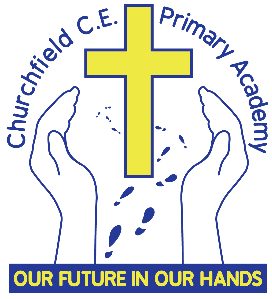 Churchfield C.E. Primary Academy
OUR FUTURE IN OUR HANDS